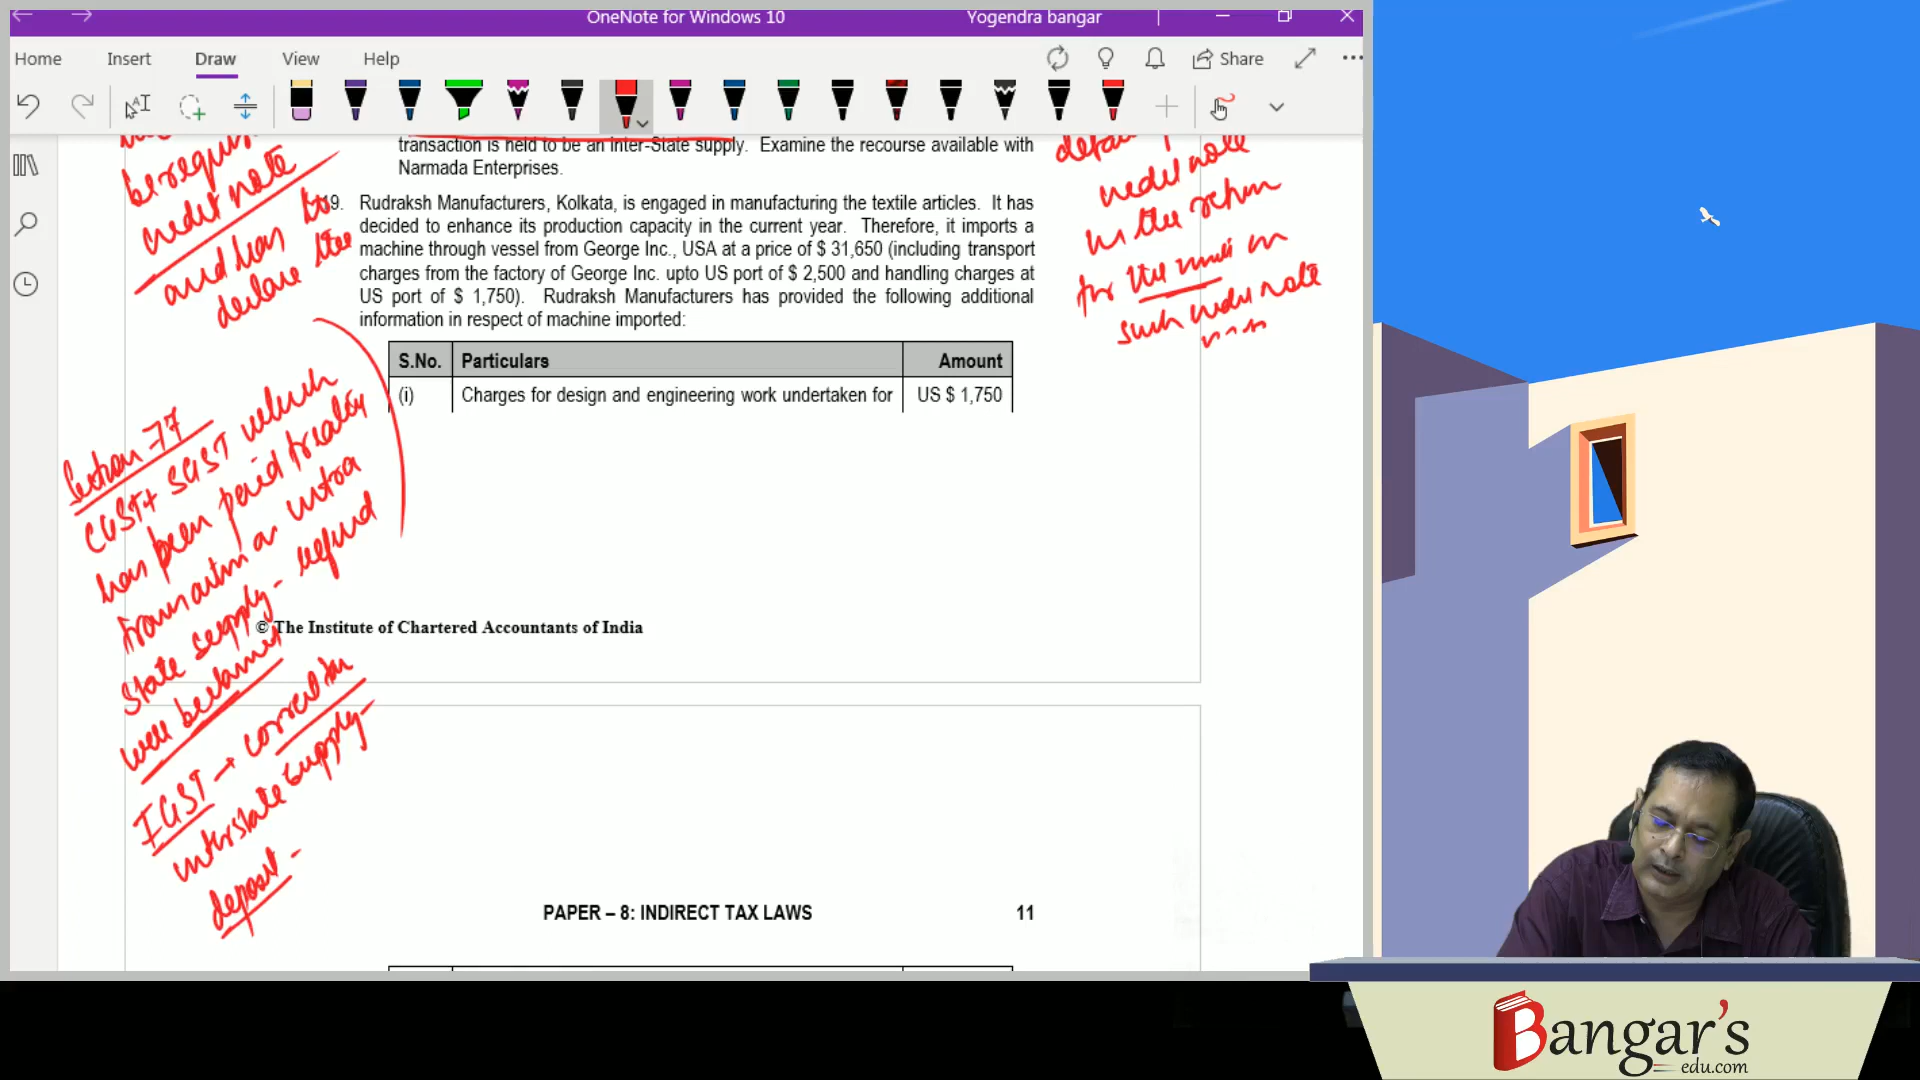 OneNote for Windows 10
Yogendra bangar
Home
Insert
Draw
View
Help
Share
transaction is held to be an Inter-State supply. Examine the recourse available with
Narmada Enterprises.
19. Rudraksh Manufacturers, Kolkata, is engaged in manufacturing the textile articles. It has
decided to enhance its production capacity in the current year. Therefore, it imports a
machine through vessel from George Inc., USA at a price of $ 31,650 (including transport
charges from the factory of George Inc. upto US port of $ 2,500 and handling charges at
US port of $ 1,750). Rudraksh Manufacturers has provided the following additional
information in respect of machine imported:
S.No. Particulars Amount
(i) Charges for design and engineering work undertaken for US $ 1,750
© The Institute of Chartered Accountants of India
PAPER – 8: INDIRECT TAX LAWS 11
credit note
and has to
declare the
credit note
in the return
for the month in
such credit note
Section 77
CGST+ SGST which
has been paid treating
transaction as intra
state supply - refund
will be claimed
IGST → correct tax
interstate supply-
deposit -
Bangar's
edu.com